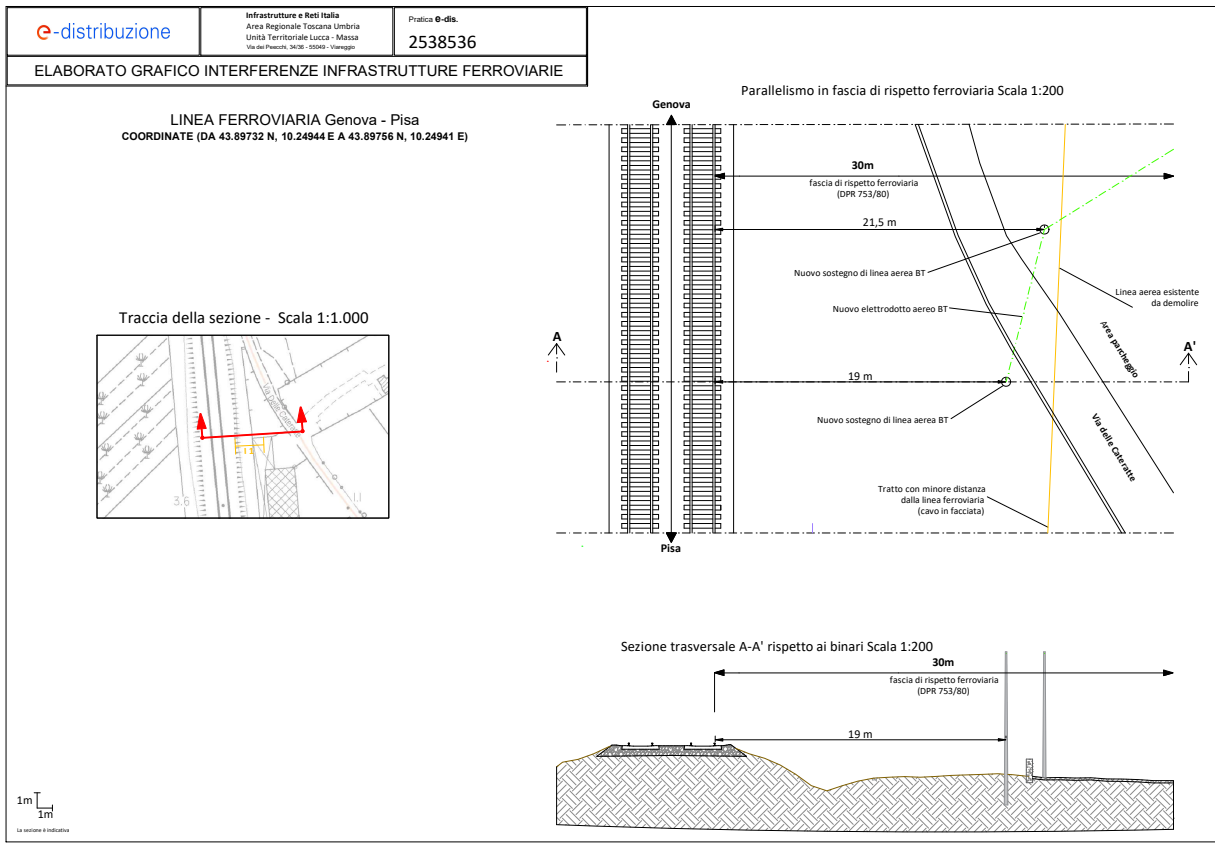 e-distribuzione
Infrastrutture e Reti Italia
Area Regionale Toscana Umbria
Unità Territoriale Lucca - Massa
Via dei Pescchi, 34/36 - 55049 - Viareggio
Pratica e-dis.
2538536
ELABORATO GRAFICO INTERFERENZE INFRASTRUTTURE FERROVIARIE
LINEA FERROVIARIA Genova - Pisa
COORDINATE (DA 43.89732 N, 10.24944 E A 43.89756 N, 10.24941 E)
Parallelismo in fascia di rispetto ferroviaria Scala 1:200
Genova
30m
fascia di rispetto ferroviaria
(DPR 753/80)
21,5 m
Nuovo sostegno di linea aerea BT
Linea aerea esistente
da demolire
Nuovo elettrodotto aereo BT
Area parcheggio
A
A'
19 m
Nuovo sostegno di linea aerea BT
Via delle Cateratte
Tratto con minore distanza
dalla linea ferroviaria
(cavo in facciata)
Pisa
Traccia della sezione - Scala 1:1.000
Via Delle Cateratte
3.6
Sezione trasversale A-A' rispetto ai binari Scala 1:200
30m
fascia di rispetto ferroviaria
(DPR 753/80)
19 m
1m
1m
La sezione è indicativa